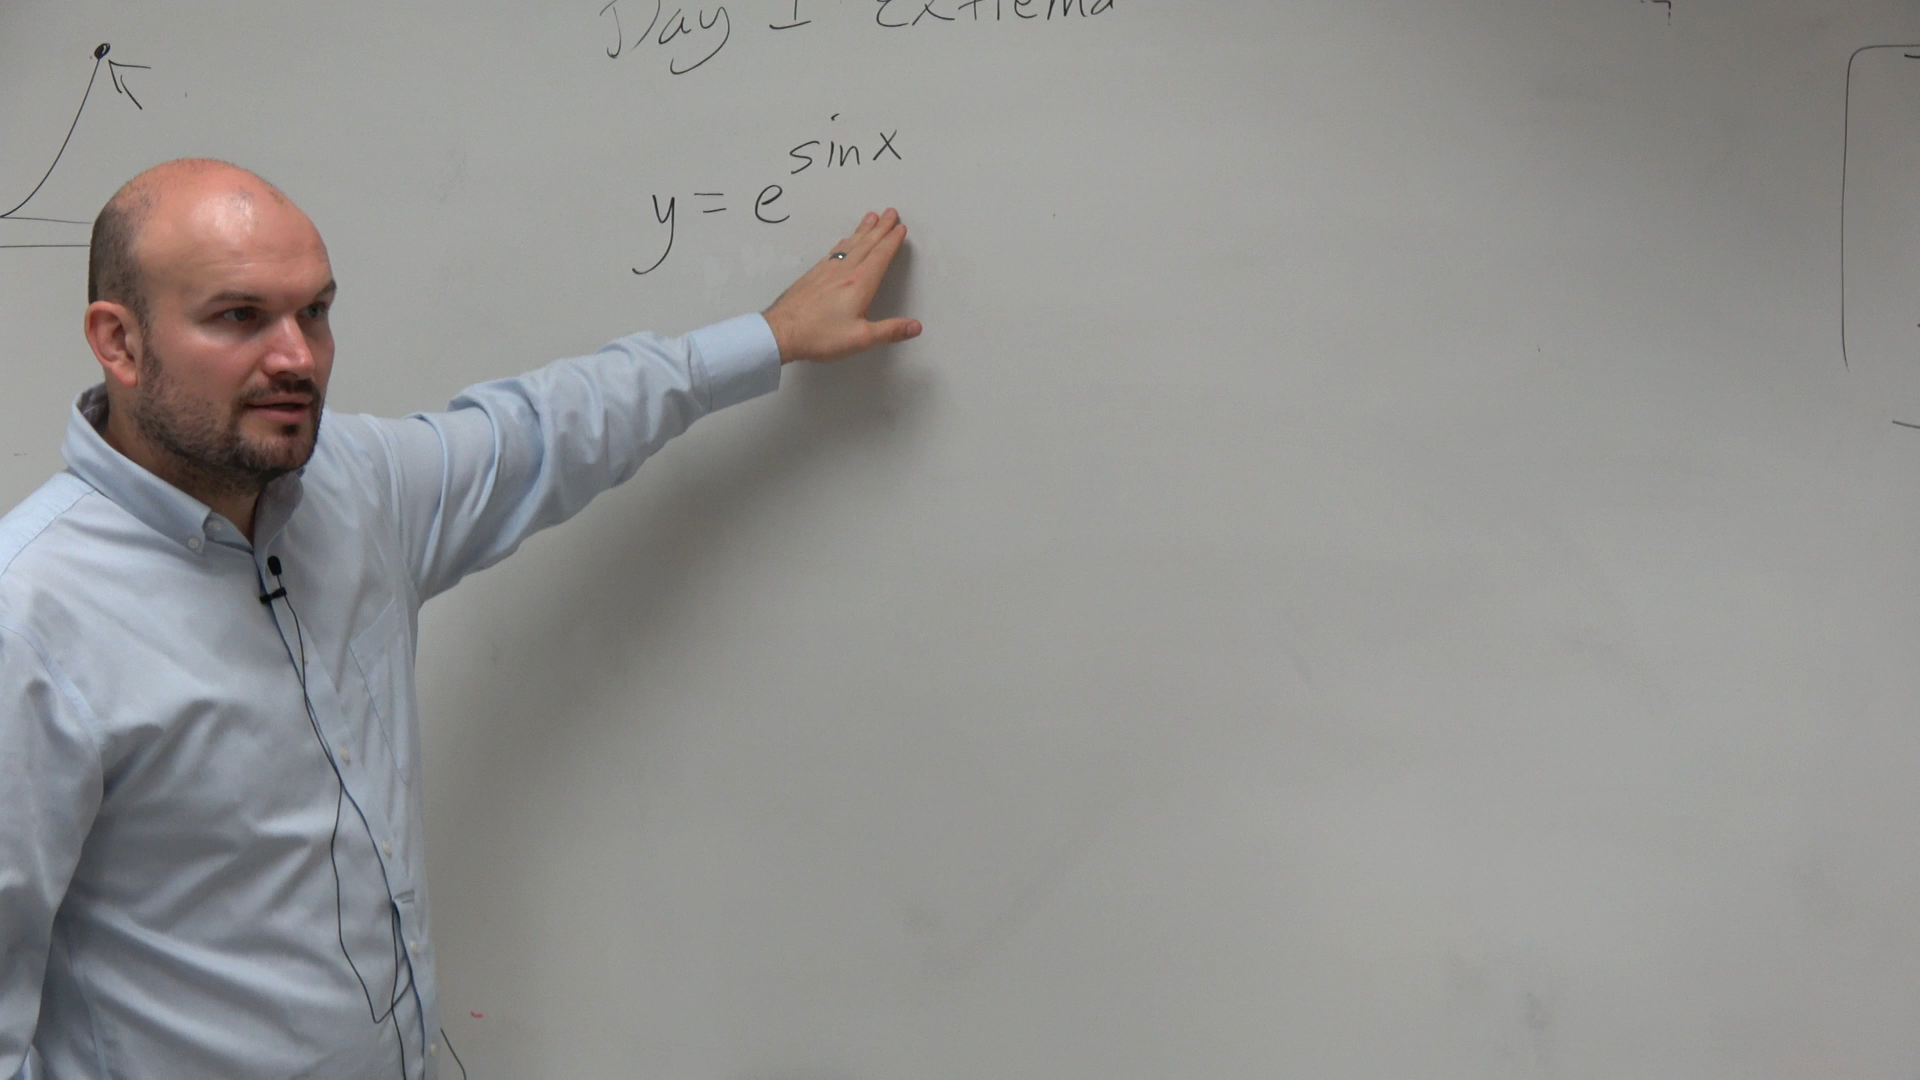 Day 1 Extrema
y = e^sin x